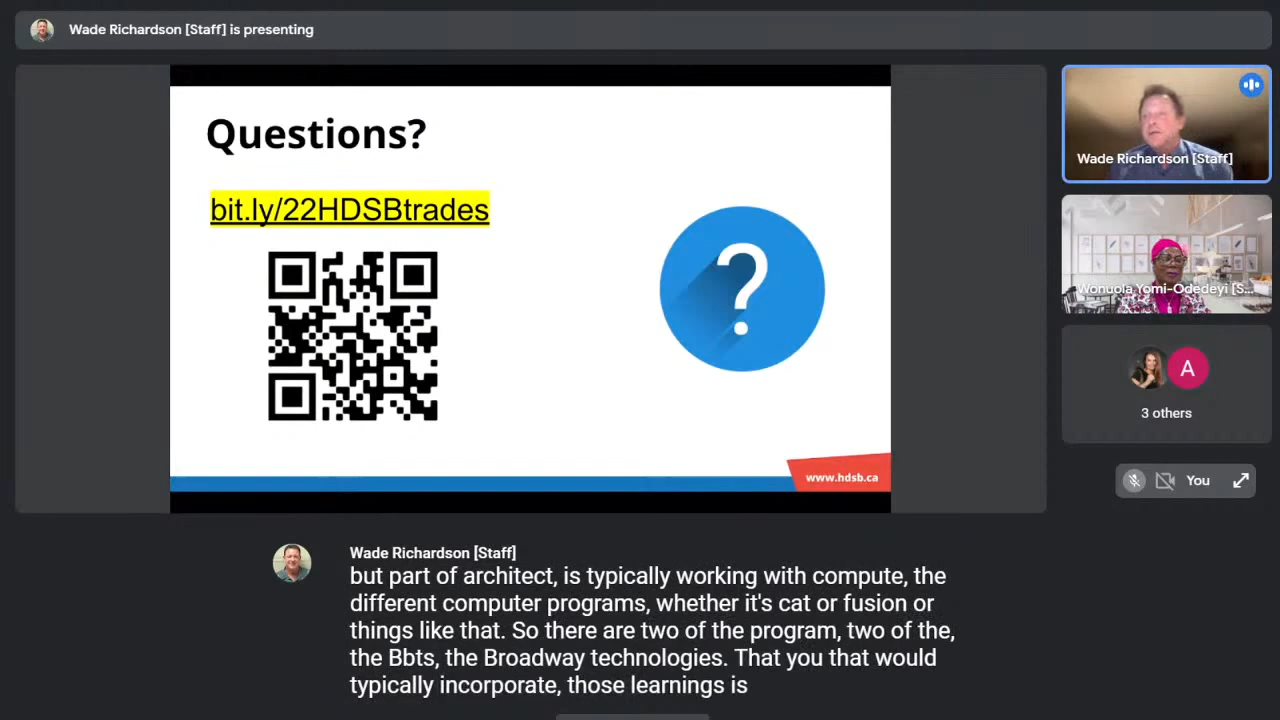 Wade Richardson [Staff] is presenting
Questions?
bit.ly/22HDSBtrades
www.hdsb.ca
Wade Richardson [Staff]
Wonuola Yomi-Odedeyi [S...
A
3 others
You
Wade Richardson [Staff]
but part of architect, is typically working with compute, the
different computer programs, whether it's cat or fusion or
things like that. So there are two of the program, two of the,
the Bbts, the Broadway technologies. That you that would
typically incorporate, those learnings is